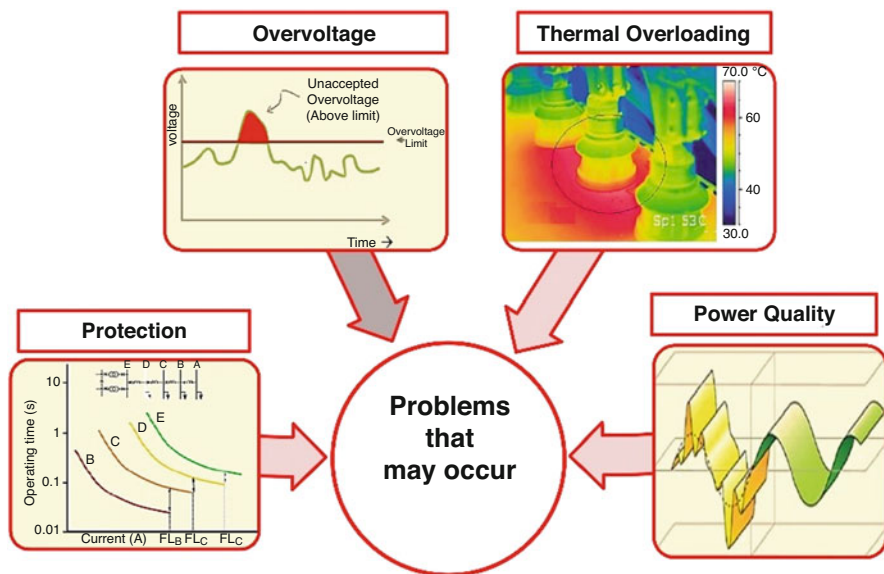 Overvoltage
Unaccepted
Overvoltage
(Above limit)
Overvoltage
Limit
voltage
Time →
Thermal Overloading
70.0 °C
60
40
30.0
Spl 53C
Protection
E D C B A
10
1
0.1
0.01
Operating time (s)
B
C
D
E
Current (A)
FLB
FLC
FLC
Power Quality
Problems
that
may occur